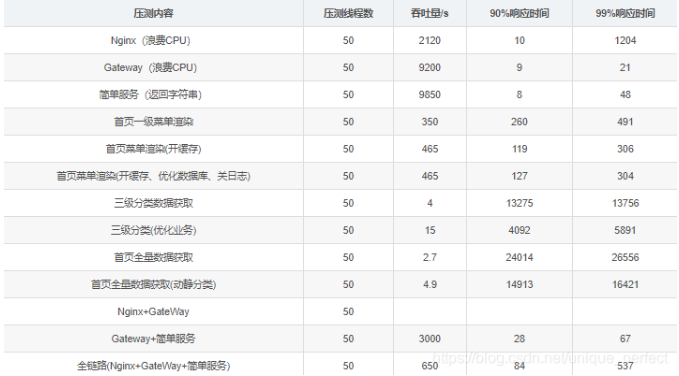 压测内容 压测线程数 吞吐量/s 90%响应时间 99%响应时间
Nginx（浪费CPU） 50 2120 10 1204
Gateway（浪费CPU） 50 9200 9 21
简单服务（返回字符串） 50 9850 8 48
首页一级菜单渲染 50 350 260 491
首页菜单渲染(开缓存) 50 465 119 306
首页菜单渲染(开缓存、优化数据库、关日志) 50 465 127 304
三级分类数据获取 50 4 13275 13756
三级分类(优化业务) 50 15 4092 5891
首页全量数据获取 50 2.7 24014 26556
首页全量数据获取(动静分类) 50 4.9 14913 16421
Nginx+GateWay 50
Gateway+简单服务 50 3000 28 67
全链路(Nginx+GateWay+简单服务) 50 650 84 537
https://blog.csdn.net/unique_perfect